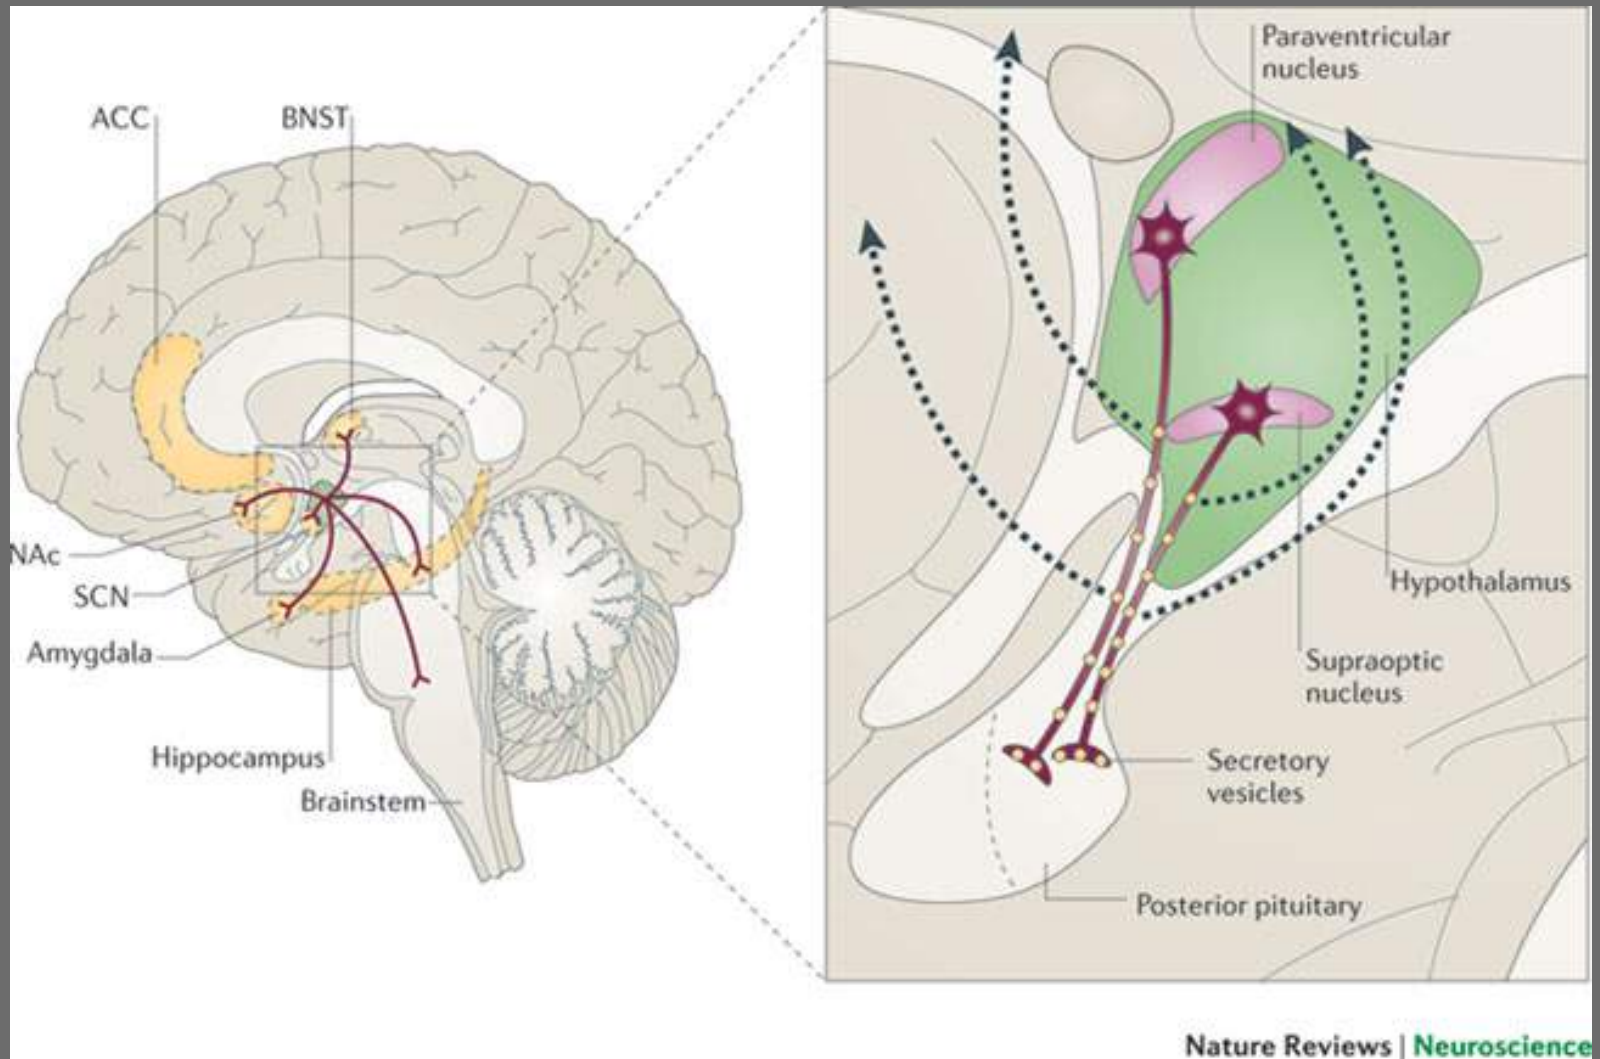 ACC
BNST
NAc
SCN
Amygdala
Hippocampus
Brainstem
Paraventricular
nucleus
Hypothalamus
Supraoptic
nucleus
Secretory
vesicles
Posterior pituitary
Nature Reviews | Neuroscience